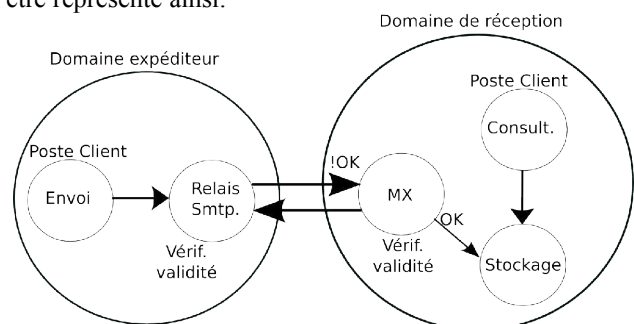 être représenté ainsi:
Domaine de réception
Domaine expéditeur
Poste Client
Consult.
Poste Client
Envoi
Relais
Smtp.
!OK
MX
OK
Vérif.
validité
Vérif.
validité
Stockage